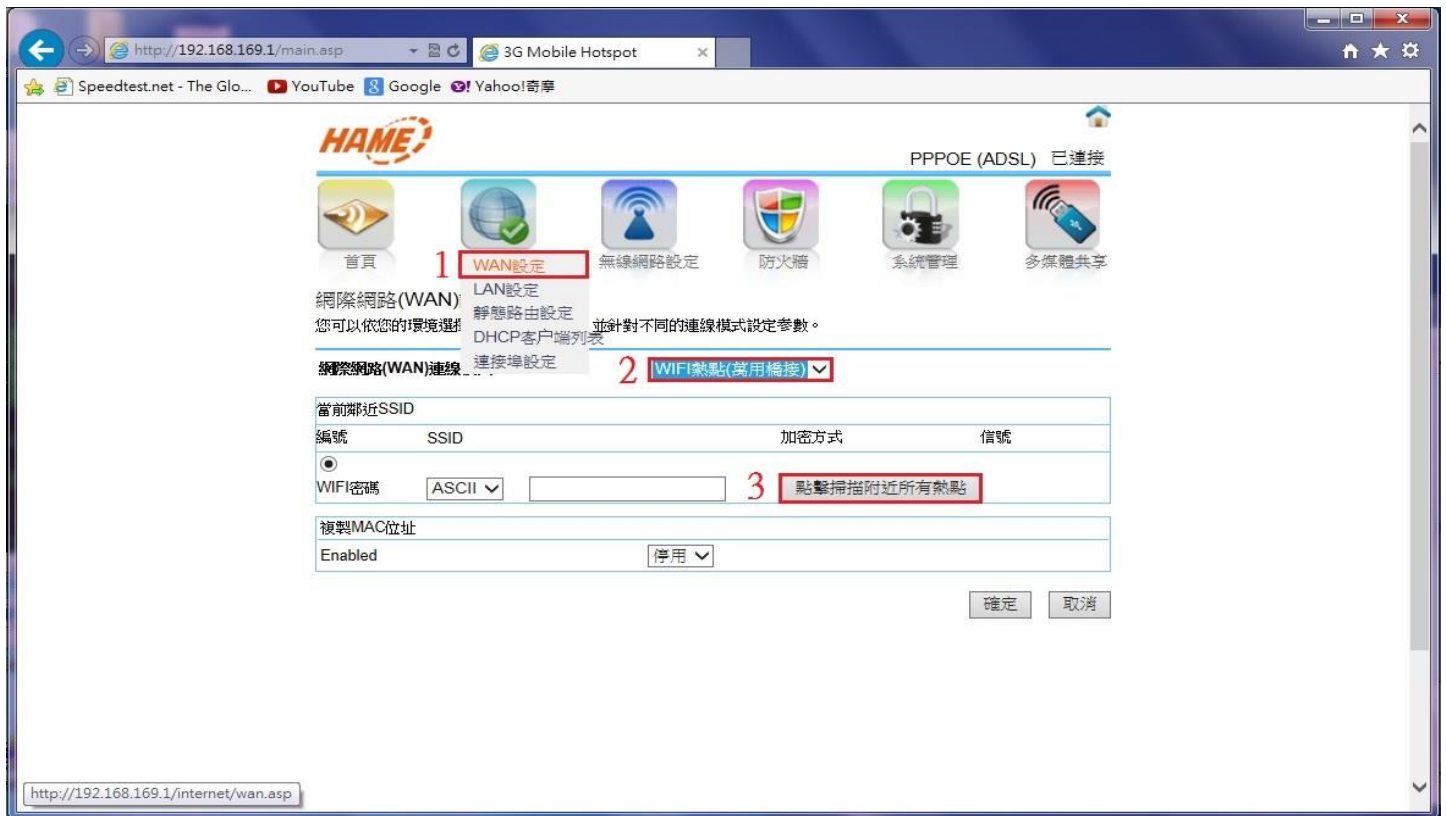 http://192.168.169.1/main.asp
3G Mobile Hotspot
Speedtest.net - The Glo... YouTube Google Yahoo!奇摩
HAME
PPPOE (ADSL) 已連接
首頁 無線網路設定 防火牆 系統管理 多媒體共享
1 WAN設定
LAN設定
靜態路由設定
DHCP客户端列表
連接埠設定
網際網路(WAN)
您可以依您的環境選 並針對不同的連線模式設定參數。
網際網路(WAN)連線 2 WIFI熱點(萬用橋接)
當前鄰近SSID
編號 SSID 加密方式 信號
WIFI密碼 ASCII 3 點擊掃描附近所有熱點
複製MAC位址
Enabled 停用
確定 取消
http://192.168.169.1/internet/wan.asp